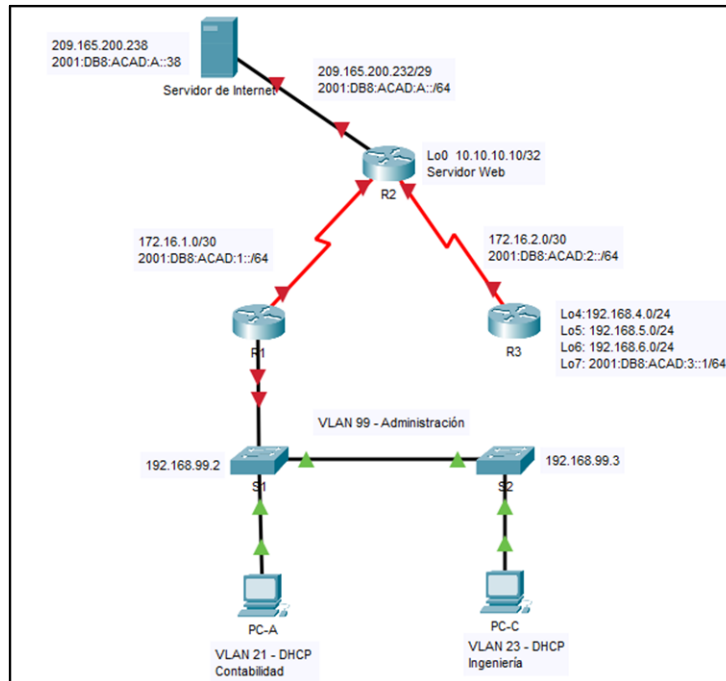 209.165.200.238
2001:DB8:ACAD:A::38
Servidor de Internet
209.165.200.232/29
2001:DB8:ACAD:A::/64
Lo0 10.10.10.10/32
Servidor Web
R2
172.16.1.0/30
2001:DB8:ACAD:1::/64
172.16.2.0/30
2001:DB8:ACAD:2::/64
R1
R3
Lo4:192.168.4.0/24
Lo5: 192.168.5.0/24
Lo6: 192.168.6.0/24
Lo7: 2001:DB8:ACAD:3::1/64
VLAN 99 - Administración
192.168.99.2
S1
S2
192.168.99.3
PC-A
VLAN 21 - DHCP
Contabilidad
PC-C
VLAN 23 - DHCP
Ingeniería